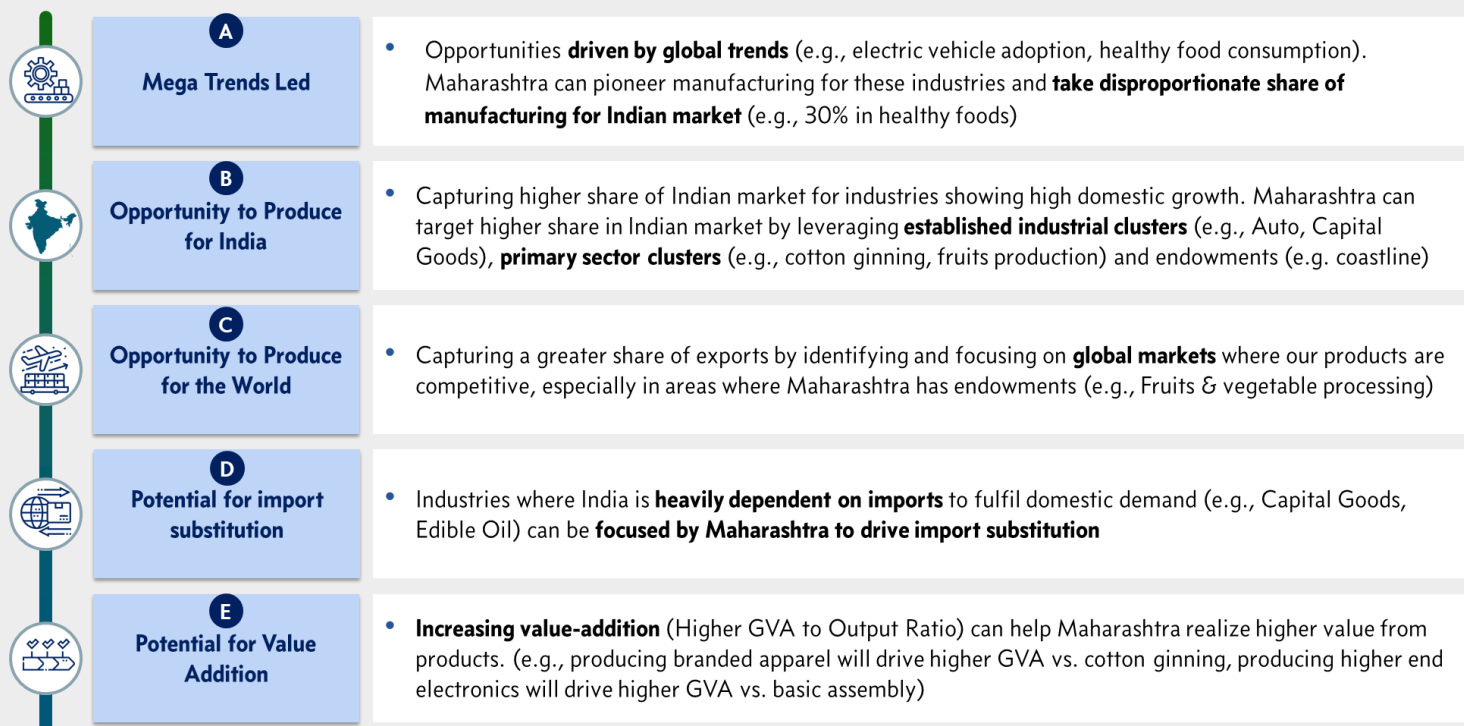 A
Mega Trends Led
• Opportunities driven by global trends (e.g., electric vehicle adoption, healthy food consumption).
Maharashtra can pioneer manufacturing for these industries and take disproportionate share of
manufacturing for Indian market (e.g., 30% in healthy foods)
B
Opportunity to Produce
for India
• Capturing higher share of Indian market for industries showing high domestic growth. Maharashtra can
target higher share in Indian market by leveraging established industrial clusters (e.g., Auto, Capital
Goods), primary sector clusters (e.g., cotton ginning, fruits production) and endowments (e.g. coastline)
C
Opportunity to Produce
for the World
• Capturing a greater share of exports by identifying and focusing on global markets where our products are
competitive, especially in areas where Maharashtra has endowments (e.g., Fruits & vegetable processing)
D
Potential for import
substitution
• Industries where India is heavily dependent on imports to fulfil domestic demand (e.g., Capital Goods,
Edible Oil) can be focused by Maharashtra to drive import substitution
E
Potential for Value
Addition
• Increasing value-addition (Higher GVA to Output Ratio) can help Maharashtra realize higher value from
products. (e.g., producing branded apparel will drive higher GVA vs. cotton ginning, producing higher end
electronics will drive higher GVA vs. basic assembly)